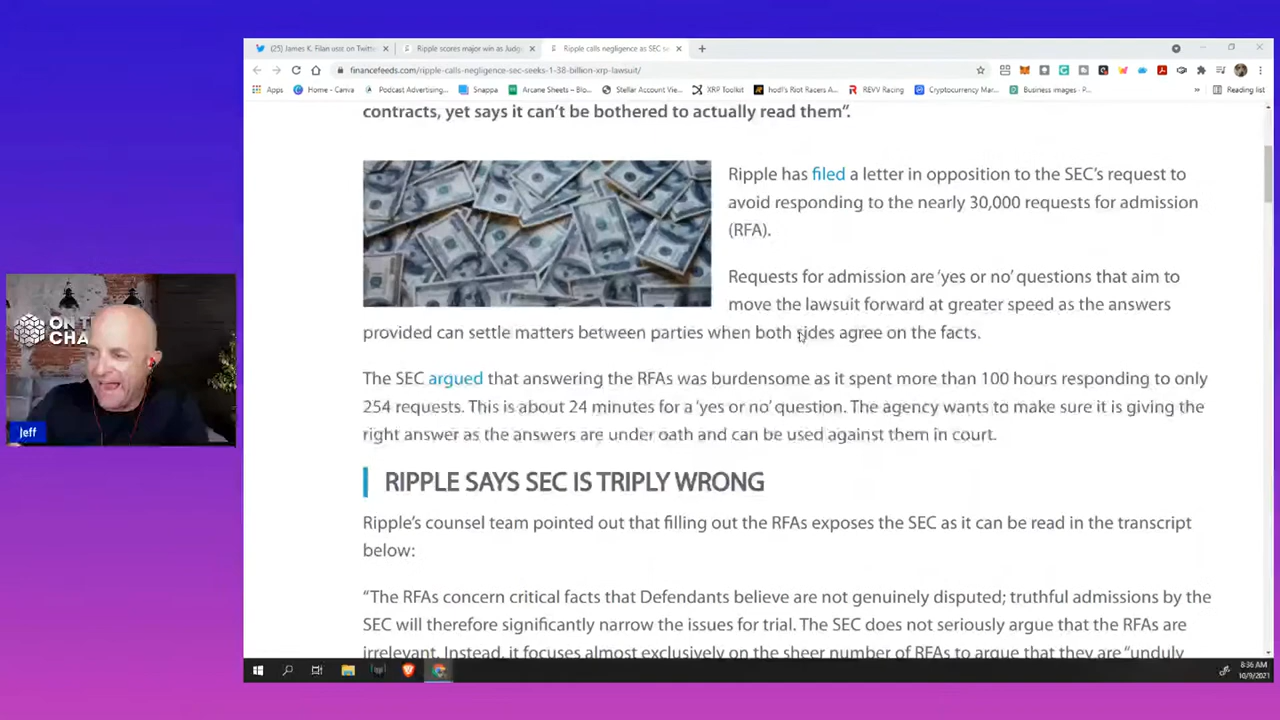 (25) James K. Filan usot on Twitte
Ripple scores major win as Judg
Ripple calls negligence as SEC se
financefeeds.com/ripple-calls-negligence-sec-seeks-1-38-billion-xrp-lawsuit/
Apps
Home - Canva
Podcast Advertising...
Snappa
Arcane Sheets – Blo...
Stellar Account Vie...
XRP Toolkit
hodl's Riot Racers A...
REVV Racing
Cryptocurrency Mar...
Business images - P...
»
Reading list
contracts, yet says it can't be bothered to actually read them”.
Ripple has filed a letter in opposition to the SEC's request to
avoid responding to the nearly 30,000 requests for admission
(RFA).
Requests for admission are ‘yes or no’ questions that aim to
move the lawsuit forward at greater speed as the answers
provided can settle matters between parties when both sides agree on the facts.
The SEC argued that answering the RFAs was burdensome as it spent more than 100 hours responding to only
254 requests. This is about 24 minutes for a ‘yes or no’ question. The agency wants to make sure it is giving the
right answer as the answers are under oath and can be used against them in court.
RIPPLE SAYS SEC IS TRIPLY WRONG
Ripple's counsel team pointed out that filling out the RFAs exposes the SEC as it can be read in the transcript
below:
“The RFAs concern critical facts that Defendants believe are not genuinely disputed; truthful admissions by the
SEC will therefore significantly narrow the issues for trial. The SEC does not seriously argue that the RFAs are
irrelevant. Instead, it focuses almost exclusively on the sheer number of RFAs to argue that they are “unduly
ON T
CHA
Jeff
8:36 AM
10/9/2021